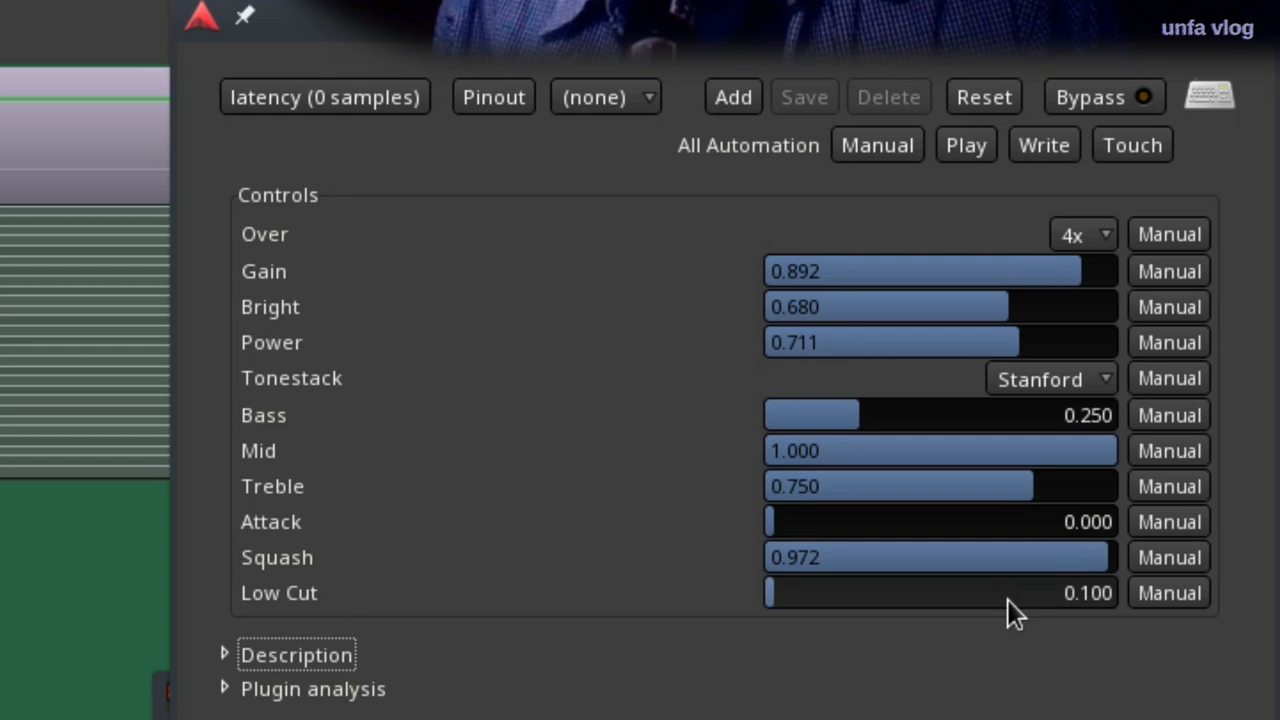 unfa vlog
latency (0 samples) Pinout (none) Add Save Delete Reset Bypass
All Automation Manual Play Write Touch
Controls
Over 4x Manual
Gain 0.892 Manual
Bright 0.680 Manual
Power 0.711 Manual
Tonestack Stanford Manual
Bass 0.250 Manual
Mid 1.000 Manual
Treble 0.750 Manual
Attack 0.000 Manual
Squash 0.972 Manual
Low Cut 0.100 Manual
Description
Plugin analysis